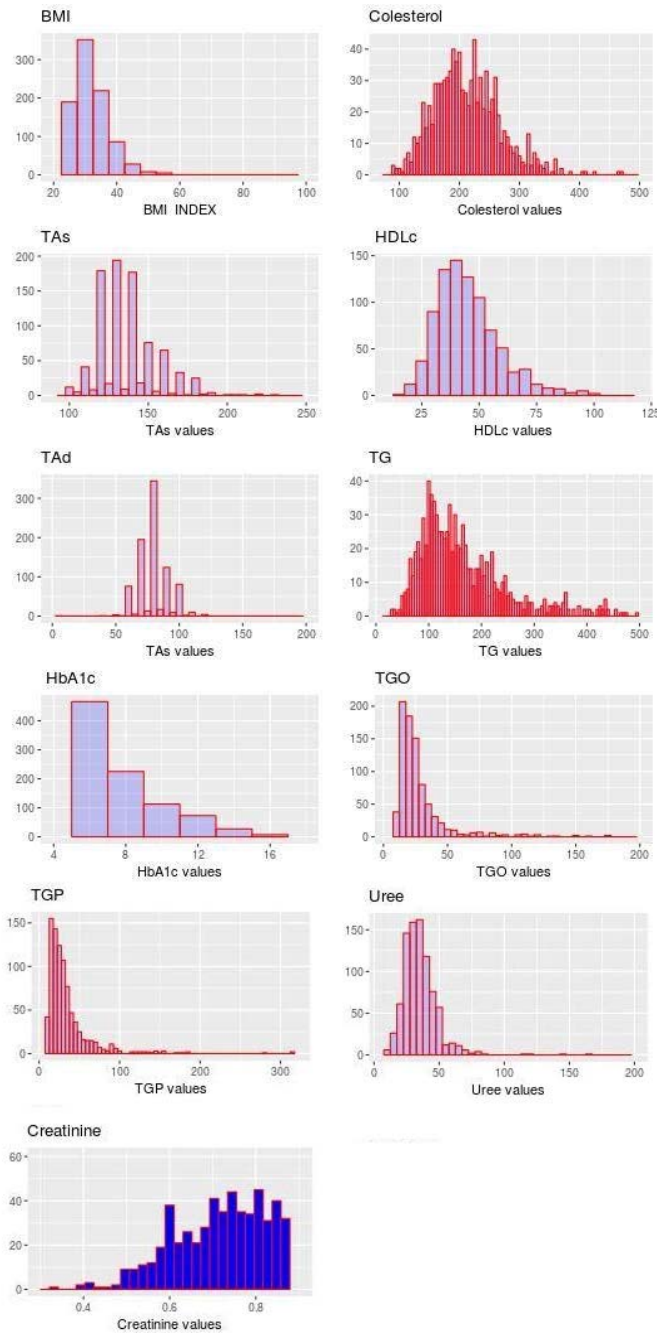 BMI
300
200
100
0
20 40 60 80 100
BMI INDEX
Colesterol
40
30
20
10
0
100 200 300 400 500
Colesterol values
TAs
200
150
100
50
0
100 150 200 250
TAs values
HDLc
150
100
50
0
25 50 75 100 125
HDLc values
TAd
300
200
100
0
0 50 100 150 200
TAs values
TG
40
30
20
10
0
0 100 200 300 400 500
TG values
HbA1c
400
300
200
100
0
4 8 12 16
HbA1c values
TGO
200
150
100
50
0
0 50 100 150 200
TGO values
TGP
150
100
50
0
0 100 200 300
TGP values
Uree
150
100
50
0
0 50 100 150 200
Uree values
Creatinine
60
40
20
0
0.4 0.6 0.8
Creatinine values